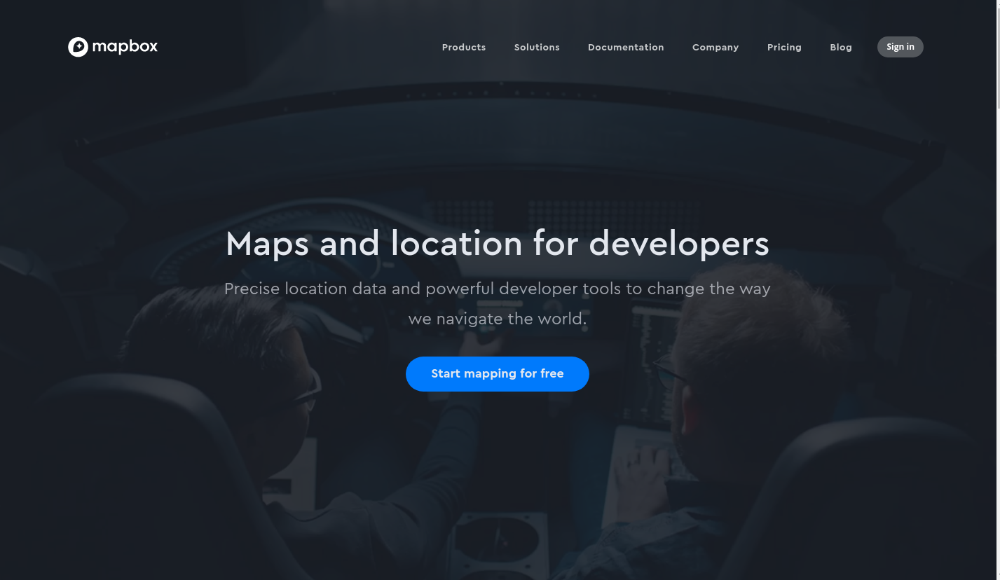 mapbox
Products Solutions Documentation Company Pricing Blog Sign in
Maps and location for developers
Precise location data and powerful developer tools to change the way
we navigate the world.
Start mapping for free